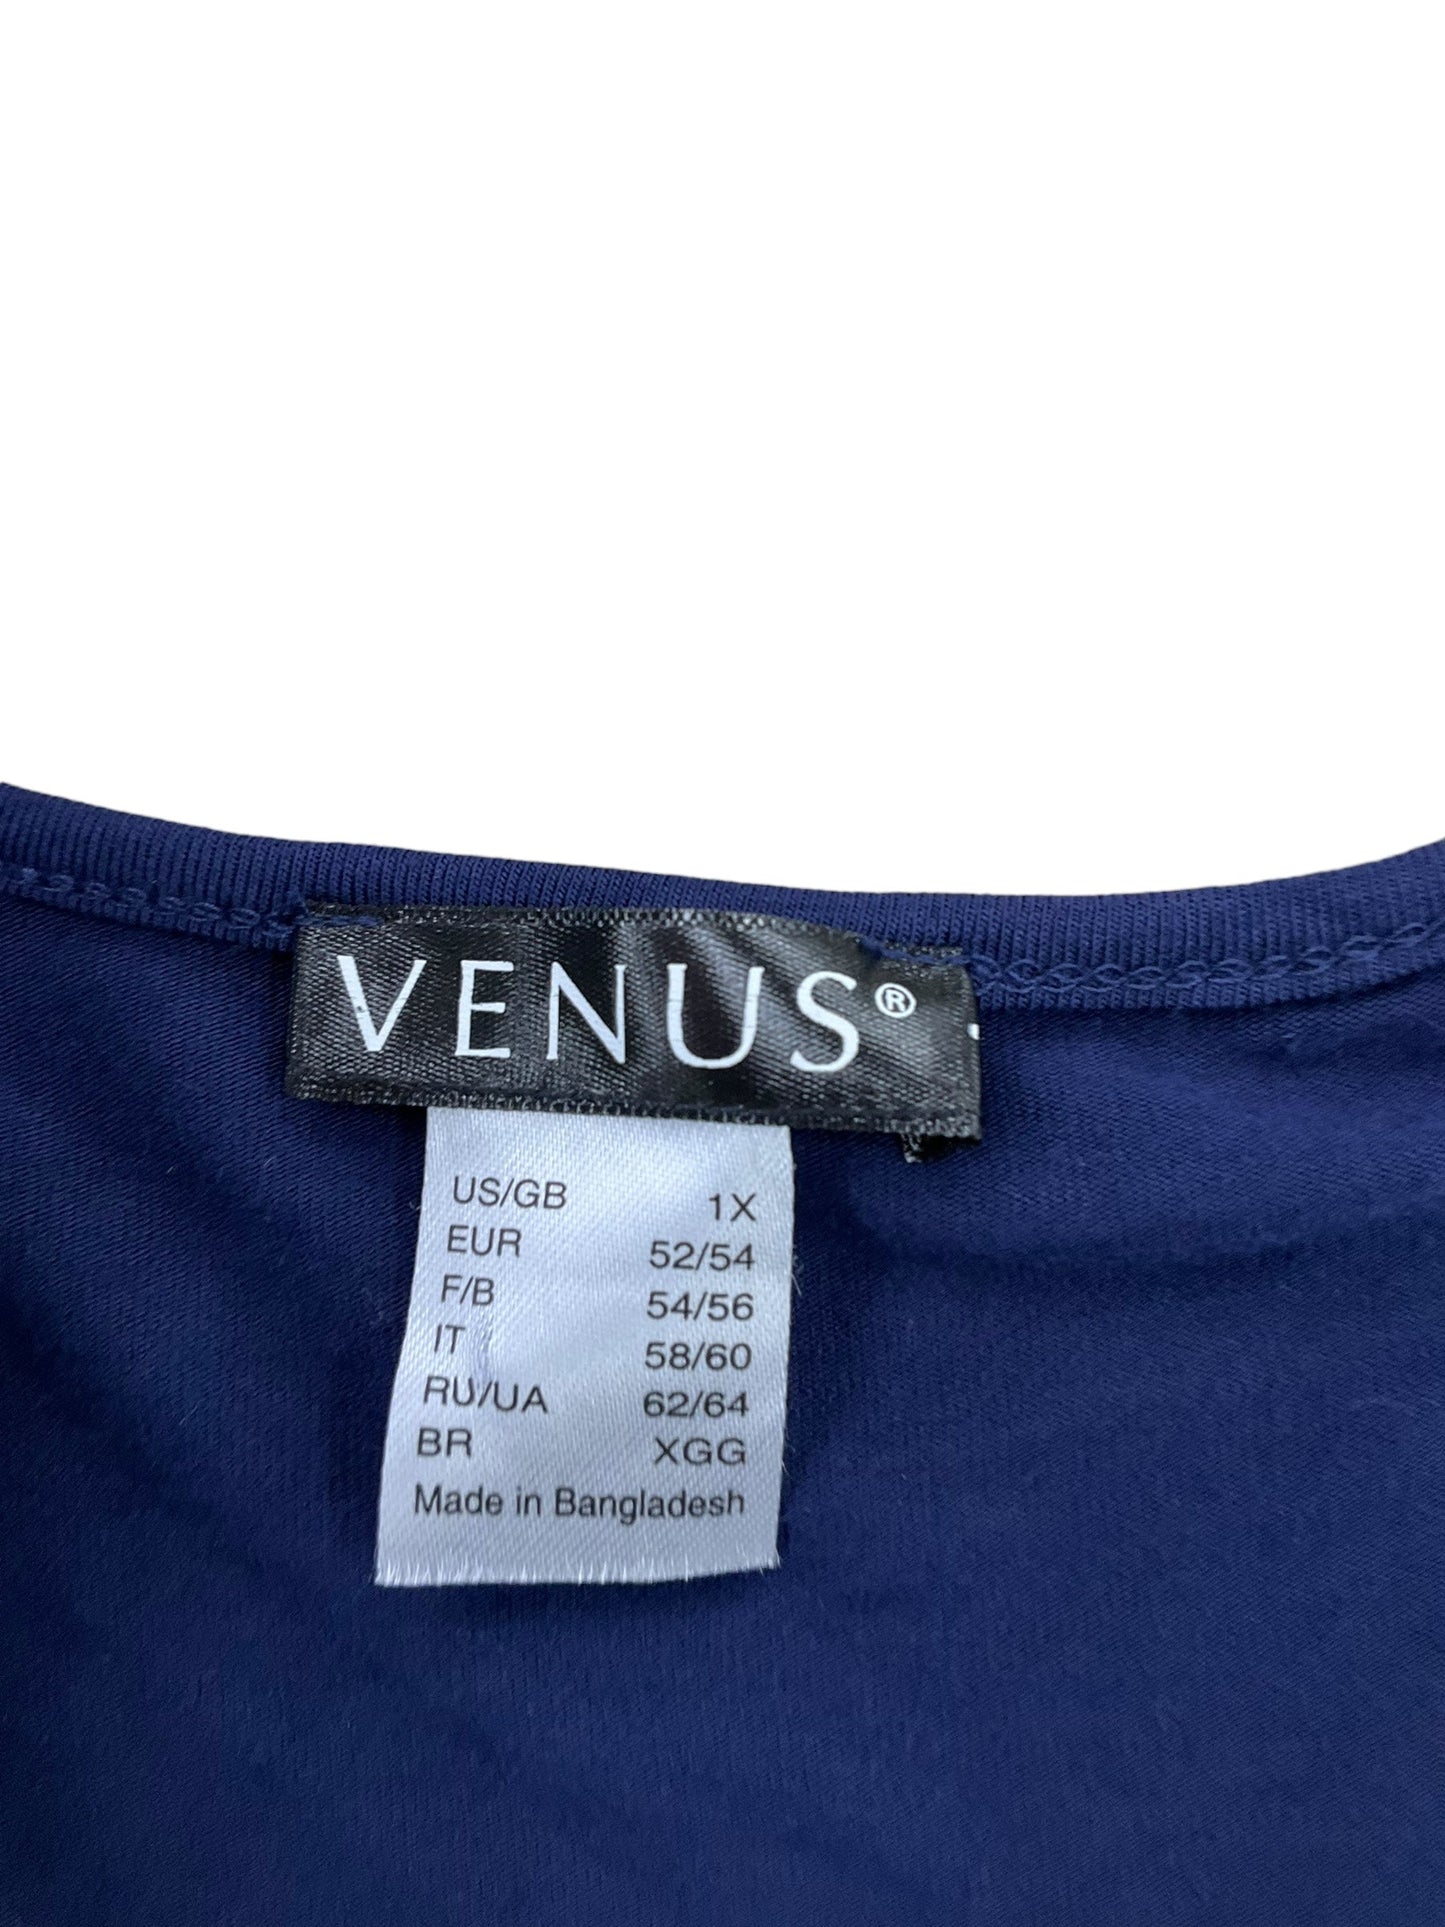 VENUS®
US/GB 1X
EUR 52/54
F/B 54/56
IT 58/60
RU/UA 62/64
BR XGG
Made in Bangladesh